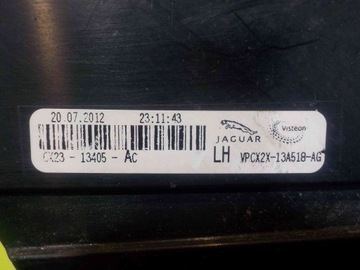 20.07.2012 23:11:43
JAGUAR Visteon
CX23 - 13405 - AC LH VPCX2X-13A518-AG